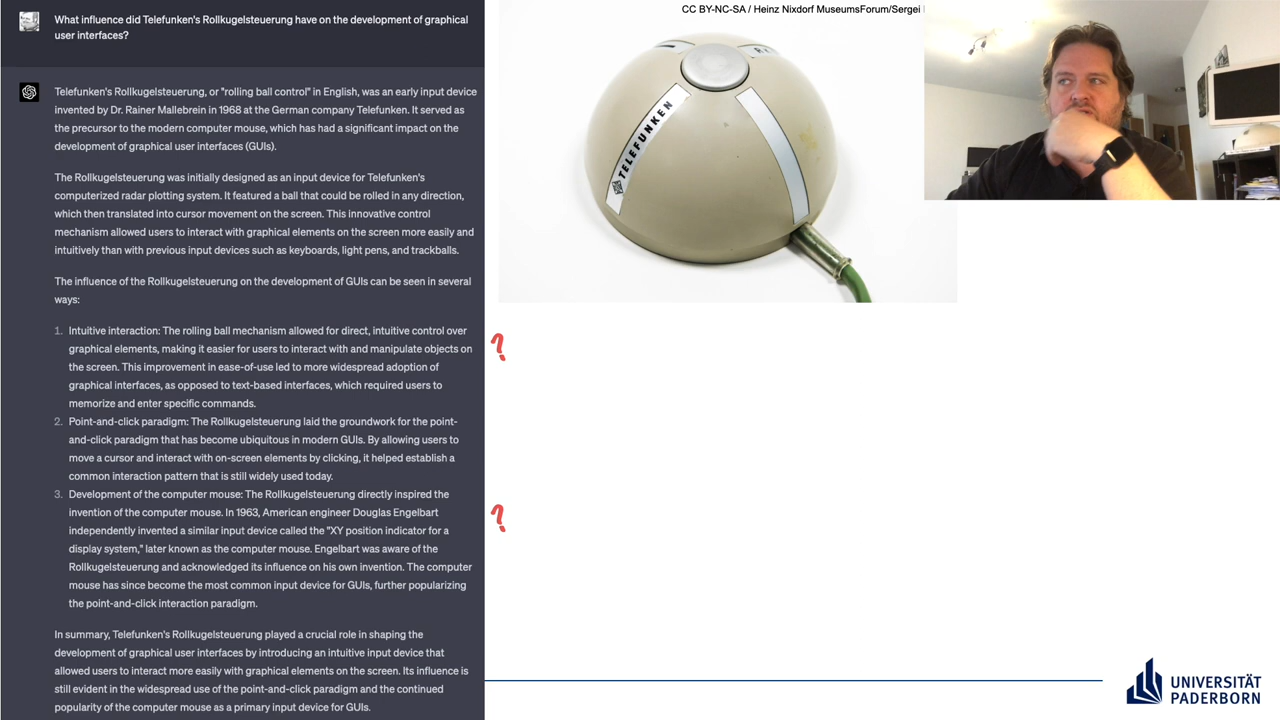 What influence did Telefunken's Rollkugelsteuerung have on the development of graphical
user interfaces?
Telefunken's Rollkugelsteuerung, or "rolling ball control" in English, was an early input device
invented by Dr. Rainer Mallebrein in 1968 at the German company Telefunken. It served as
the precursor to the modern computer mouse, which has had a significant impact on the
development of graphical user interfaces (GUIs).
The Rollkugelsteuerung was initially designed as an input device for Telefunken's
computerized radar plotting system. It featured a ball that could be rolled in any direction,
which then translated into cursor movement on the screen. This innovative control
mechanism allowed users to interact with graphical elements on the screen more easily and
intuitively than with previous input devices such as keyboards, light pens, and trackballs.
The influence of the Rollkugelsteuerung on the development of GUIs can be seen in several
ways:
1. Intuitive interaction: The rolling ball mechanism allowed for direct, intuitive control over
graphical elements, making it easier for users to interact with and manipulate objects on
the screen. This improvement in ease-of-use led to more widespread adoption of
graphical interfaces, as opposed to text-based interfaces, which required users to
memorize and enter specific commands.
2. Point-and-click paradigm: The Rollkugelsteuerung laid the groundwork for the point-
and-click paradigm that has become ubiquitous in modern GUIs. By allowing users to
move a cursor and interact with on-screen elements by clicking, it helped establish a
common interaction pattern that is still widely used today.
3. Development of the computer mouse: The Rollkugelsteuerung directly inspired the
invention of the computer mouse. In 1963, American engineer Douglas Engelbart
independently invented a similar input device called the "XY position indicator for a
display system," later known as the computer mouse. Engelbart was aware of the
Rollkugelsteuerung and acknowledged its influence on his own invention. The computer
mouse has since become the most common input device for GUIs, further popularizing
the point-and-click interaction paradigm.
In summary, Telefunken's Rollkugelsteuerung played a crucial role in shaping the
development of graphical user interfaces by introducing an intuitive input device that
allowed users to interact more easily with graphical elements on the screen. Its influence is
still evident in the widespread use of the point-and-click paradigm and the continued
popularity of the computer mouse as a primary input device for GUIs.
CC BY-NC-SA / Heinz Nixdorf MuseumsForum/Sergei
TELEFUNKEN
?
?
UNIVERSITÄT
PADERBORN